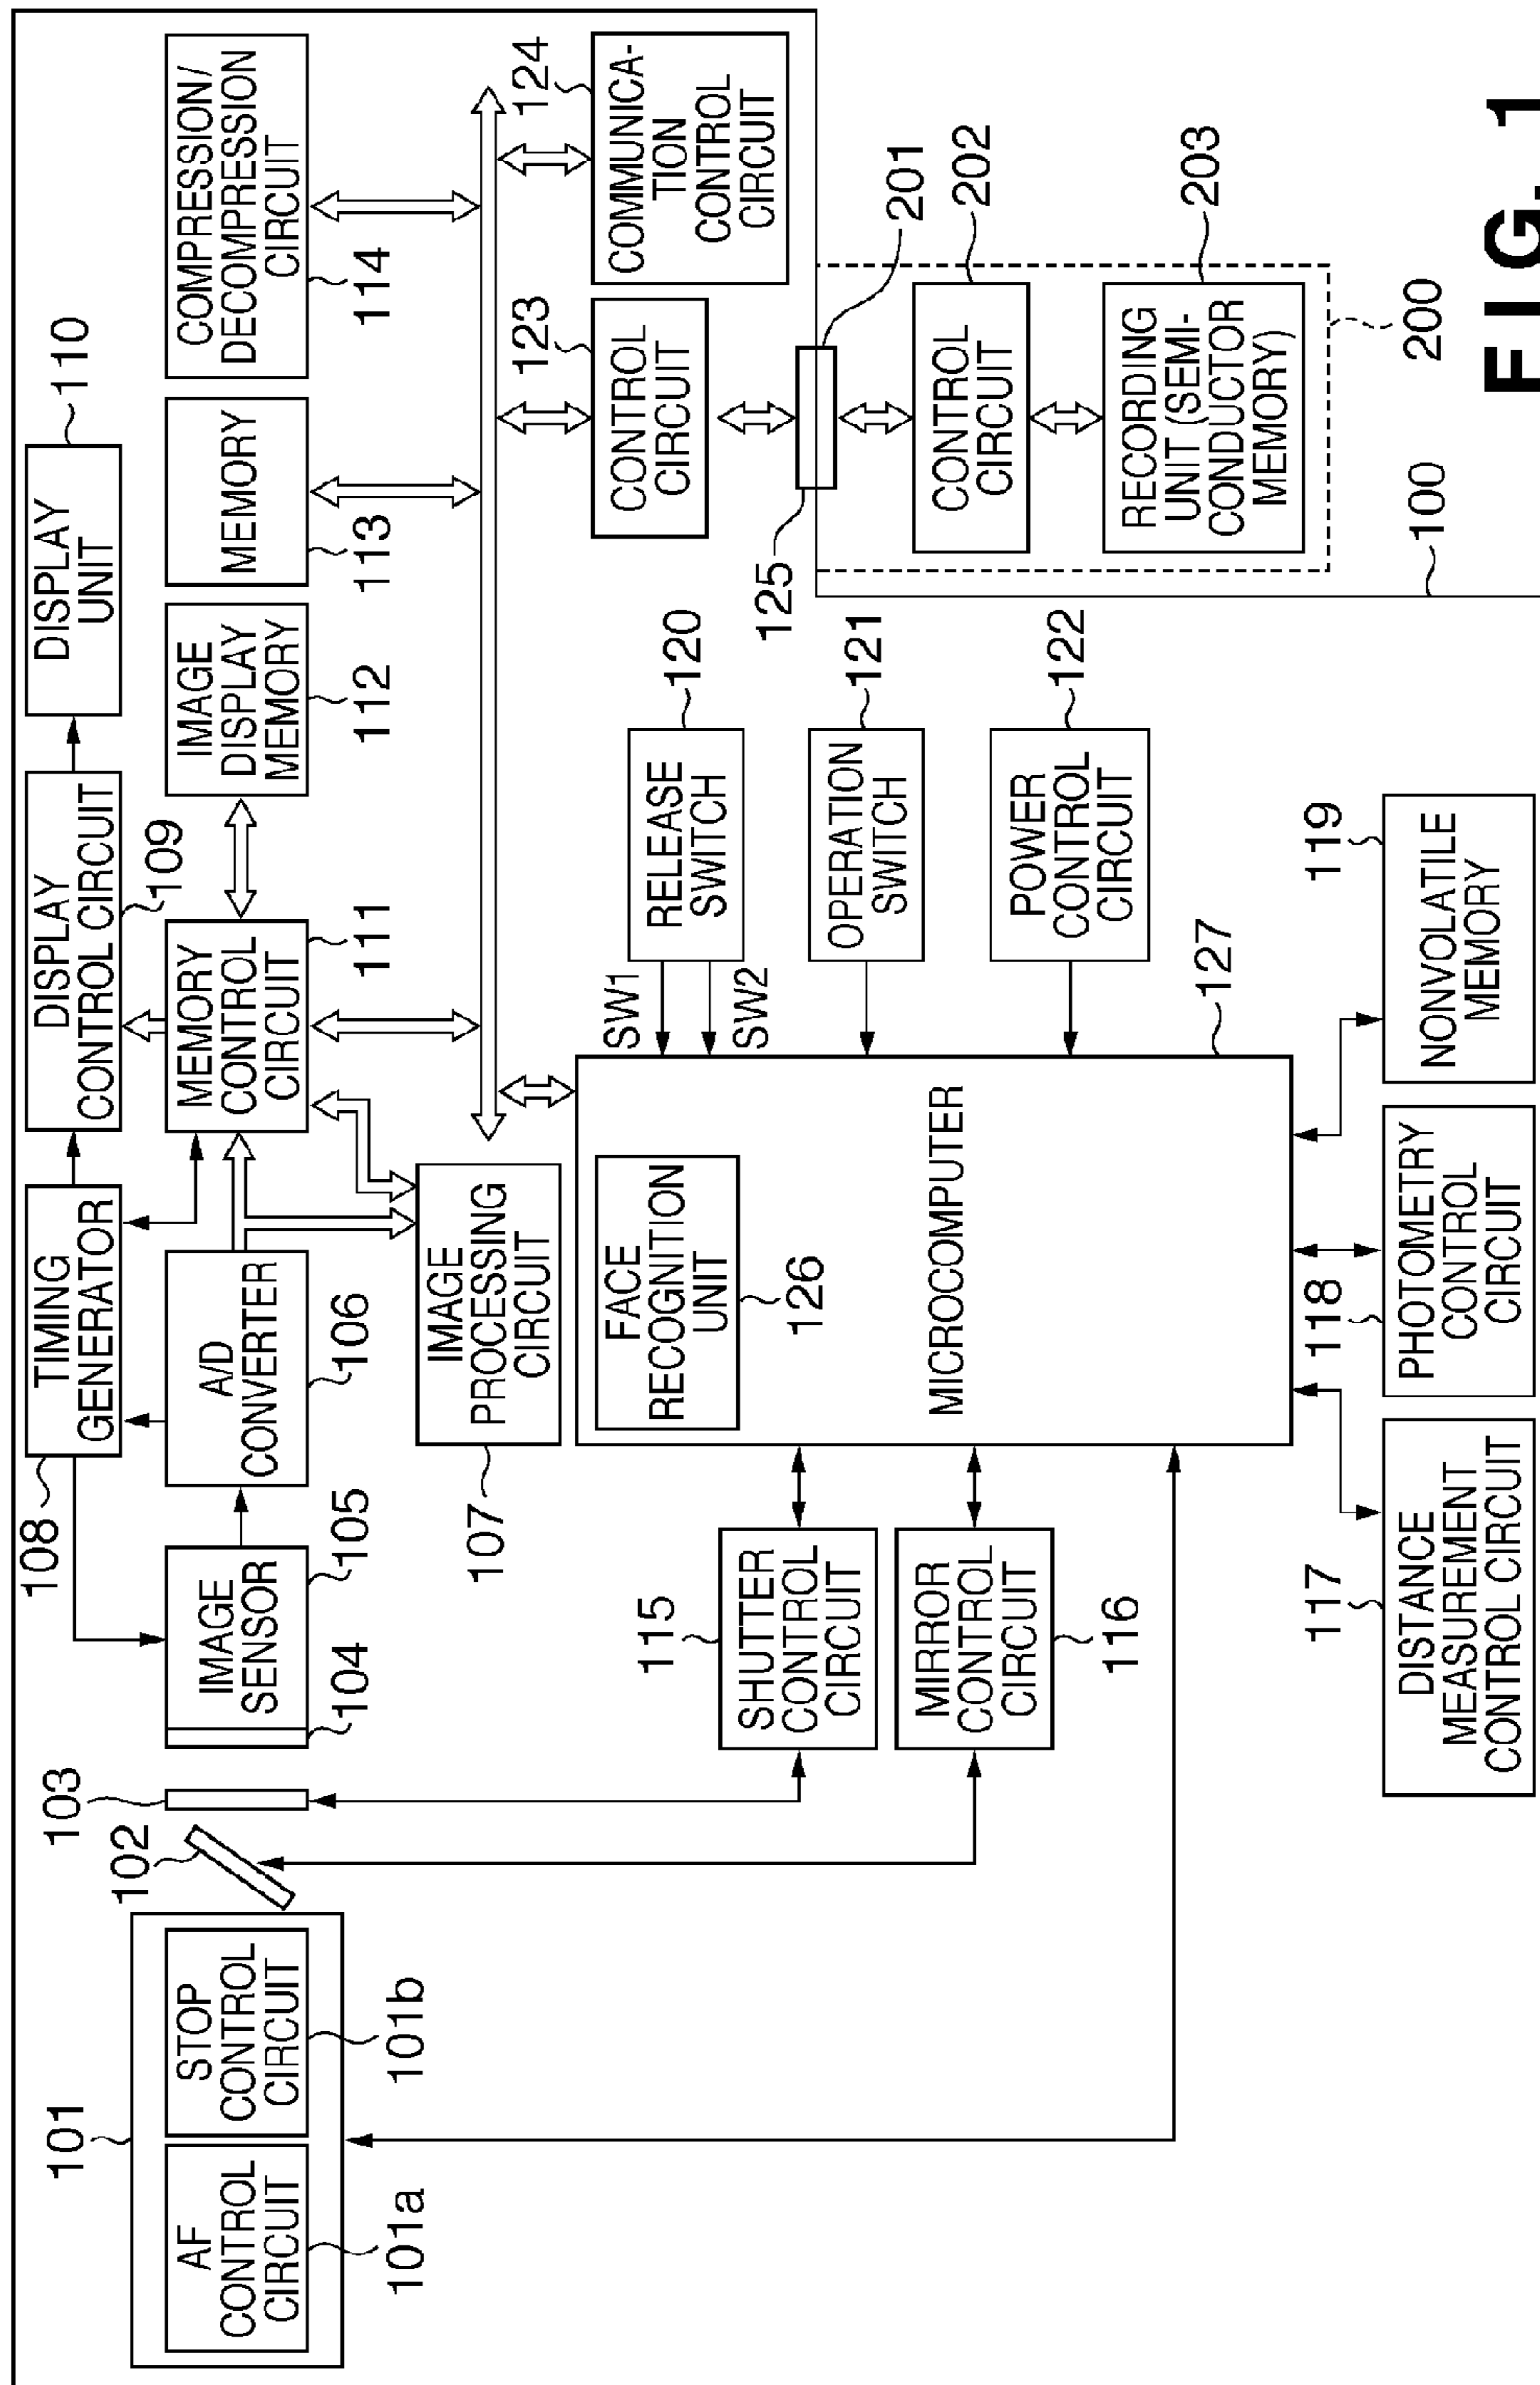 101
AF
CONTROL
CIRCUIT
101a
STOP
CONTROL
CIRCUIT
101b
102
103
104
IMAGE
SENSOR
105
108
TIMING
GENERATOR
A/D
CONVERTER
106
IMAGE
PROCESSING
CIRCUIT
107
DISPLAY
CONTROL CIRCUIT
109
MEMORY
CONTROL
CIRCUIT
111
DISPLAY
UNIT
110
IMAGE
DISPLAY
MEMORY
112
MEMORY
113
COMPRESSION/
DECOMPRESSION
CIRCUIT
114
115
SHUTTER
CONTROL
CIRCUIT
MIRROR
CONTROL
CIRCUIT
116
FACE
RECOGNITION
UNIT
126
MICROCOMPUTER
127
SW1
SW2
RELEASE
SWITCH
120
OPERATION
SWITCH
121
POWER
CONTROL
CIRCUIT
122
123
CONTROL
CIRCUIT
124
COMMUNICA-
TION
CONTROL
CIRCUIT
125
201
CONTROL
CIRCUIT
202
RECORDING
UNIT (SEMI-
CONDUCTOR
MEMORY)
203
200
100
117
DISTANCE
MEASUREMENT
CONTROL CIRCUIT
118
PHOTOMETRY
CONTROL
CIRCUIT
119
NONVOLATILE
MEMORY
FIG. 1